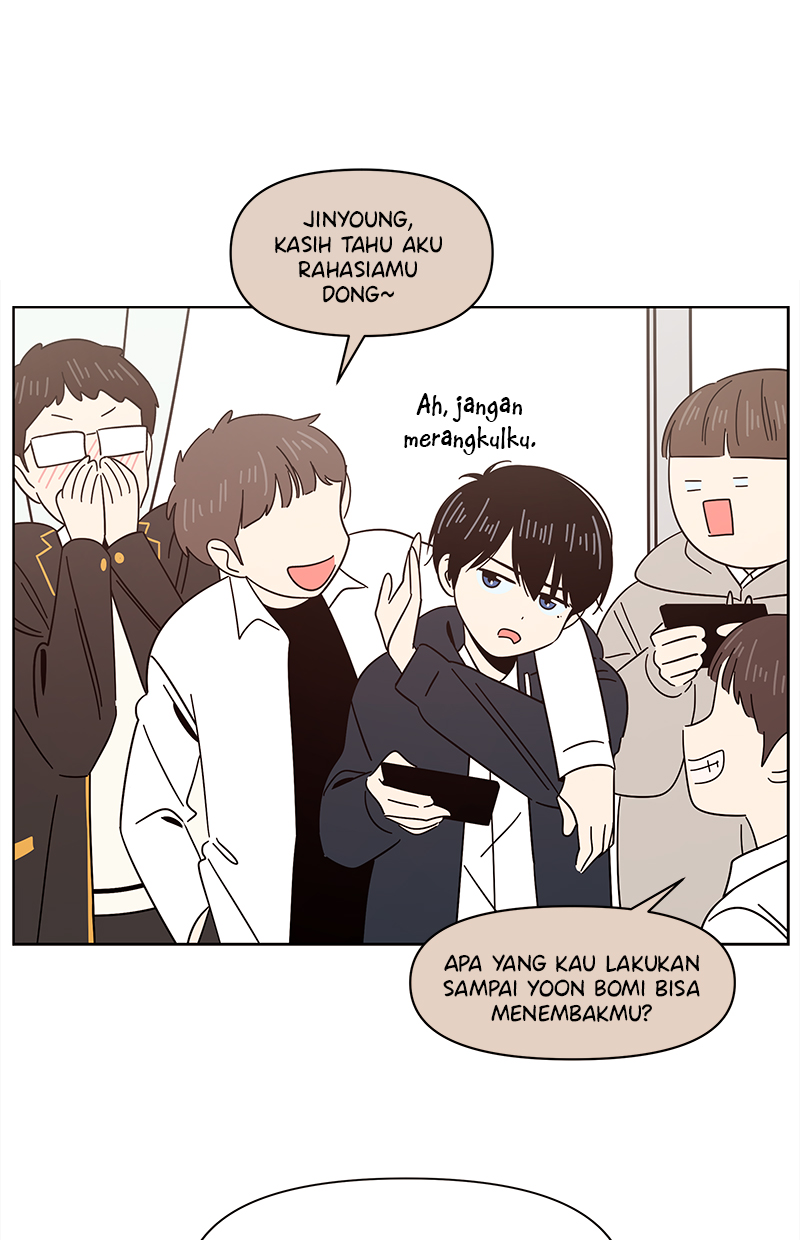 JINYOUNG,
KASIH TAHU AKU
RAHASIAMU
DONG~
Ah, jangan
merangkulku.
APA YANG KAU LAKUKAN
SAMPAI YOON BOMI BISA
MENEMBAKMU?